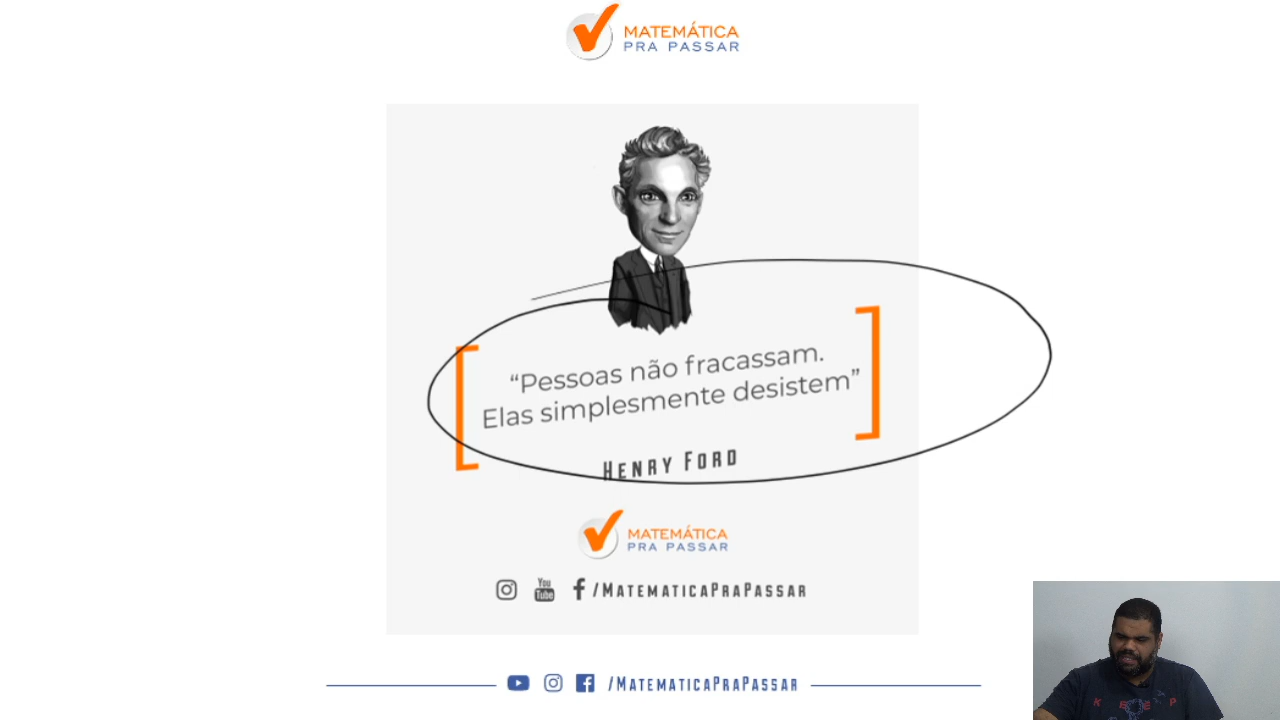 MATEMÁTICA
PRA PASSAR
“Pessoas não fracassam.
Elas simplesmente desistem”
HENRY FORD
MATEMÁTICA
PRA PASSAR
You
Tube
/MATEMATICAPRAPASSAR
/MATEMATICAPRAPASSAR
K E E P